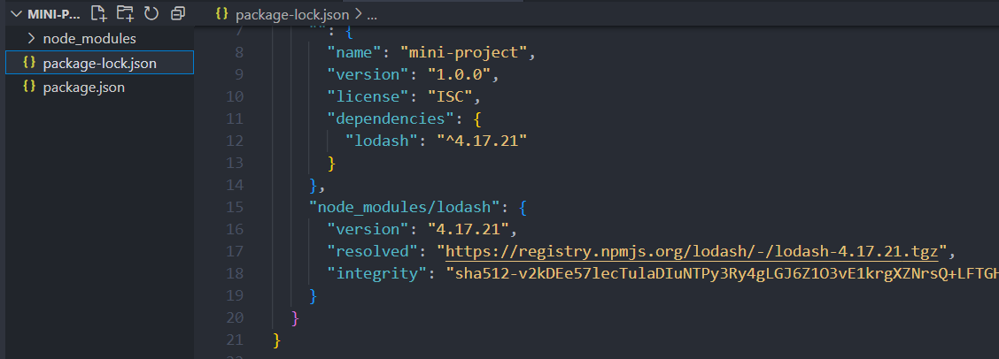 MINI-P...
node_modules
package-lock.json
package.json
package-lock.json > ...
7 "": {
8 "name": "mini-project",
9 "version": "1.0.0",
10 "license": "ISC",
11 "dependencies": {
12 "lodash": "^4.17.21"
13 }
14 },
15 "node_modules/lodash": {
16 "version": "4.17.21",
17 "resolved": "https://registry.npmjs.org/lodash/-/lodash-4.17.21.tgz",
18 "integrity": "sha512-v2kDEe57lecTulaDIuNTPy3Ry4gLGJ6Z1O3vE1krgXZNrsQ+LFTGH
19 }
20 }
21 }